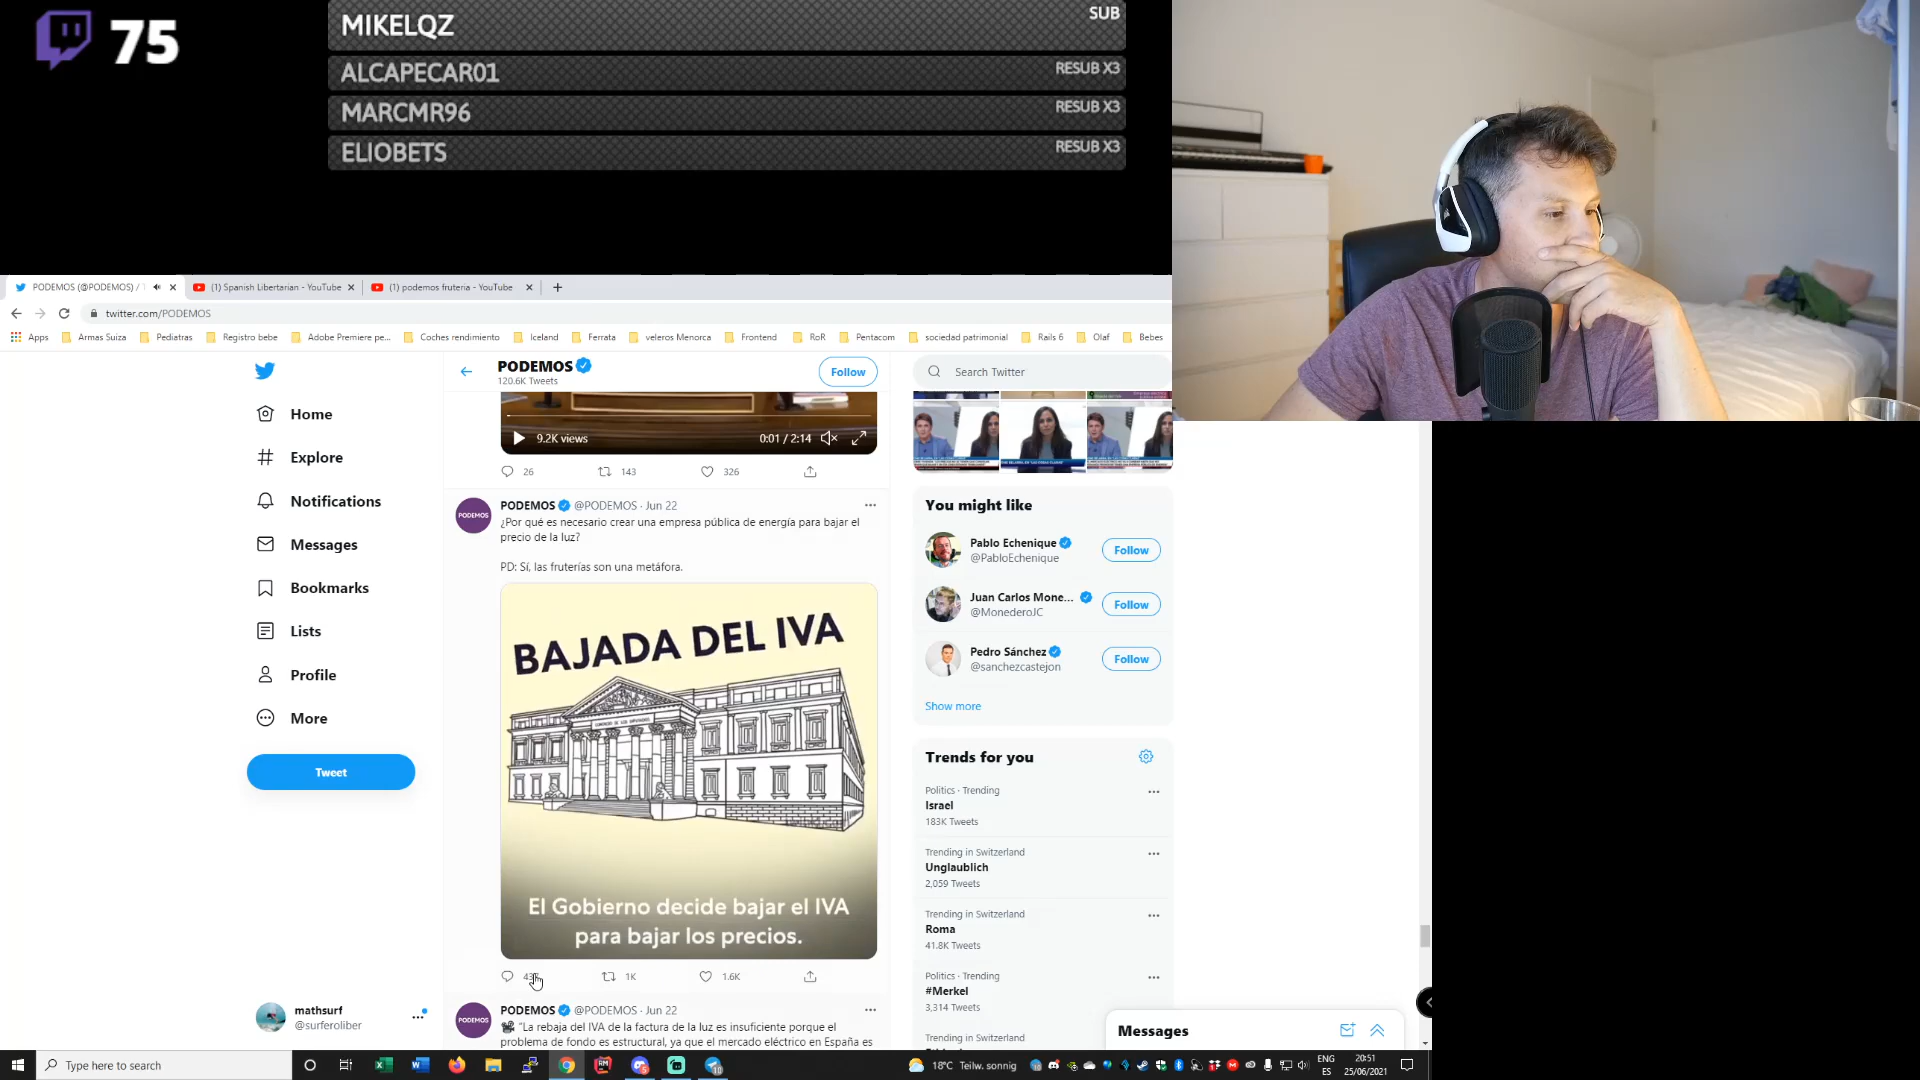 75
MIKELQZ SUB
ALCAPECAR01 RESUB X3
MARCMR96 RESUB X3
ELIOBETS RESUB X3
PODEMOS (@PODEMOS) /
(1) Spanish Libertarian - YouTube
(1) podemos fruteria - YouTube
twitter.com/PODEMOS
Apps Armas Suiza Pediatras Registro bebe Adobe Premiere pe... Coches rendimiento Iceland Ferrata veleros Menorca Frontend RoR Pentacom sociedad patrimonial Rails 6 Olaf Bebes
Home
Explore
Notifications
Messages
Bookmarks
Lists
Profile
More
Tweet
mathsurf
@surferoliber
PODEMOS
120.6K Tweets
Follow
9.2K views 0:01 / 2:14
26 143 326
PODEMOS
PODEMOS @PODEMOS · Jun 22
¿Por qué es necesario crear una empresa pública de energía para bajar el
precio de la luz?
PD: Sí, las fruterías son una metáfora.
BAJADA DEL IVA
El Gobierno decide bajar el IVA
para bajar los precios.
1K 1.6K
PODEMOS
PODEMOS @PODEMOS · Jun 22
"La rebaja del IVA de la factura de la luz es insuficiente porque el
problema de fondo es estructural, ya que el mercado eléctrico en España es
Search Twitter
You might like
Pablo Echenique
@PabloEchenique
Follow
Juan Carlos Mone...
@MonederoJC
Follow
Pedro Sánchez
@sanchezcastejon
Follow
Show more
Trends for you
Politics · Trending
Israel
183K Tweets
Trending in Switzerland
Unglaublich
2,059 Tweets
Trending in Switzerland
Roma
41.8K Tweets
Politics · Trending
#Merkel
3,314 Tweets
Trending in Switzerland
Messages
Type here to search
18°C Teilw. sonnig
ENG
ES
20:51
25/06/2021